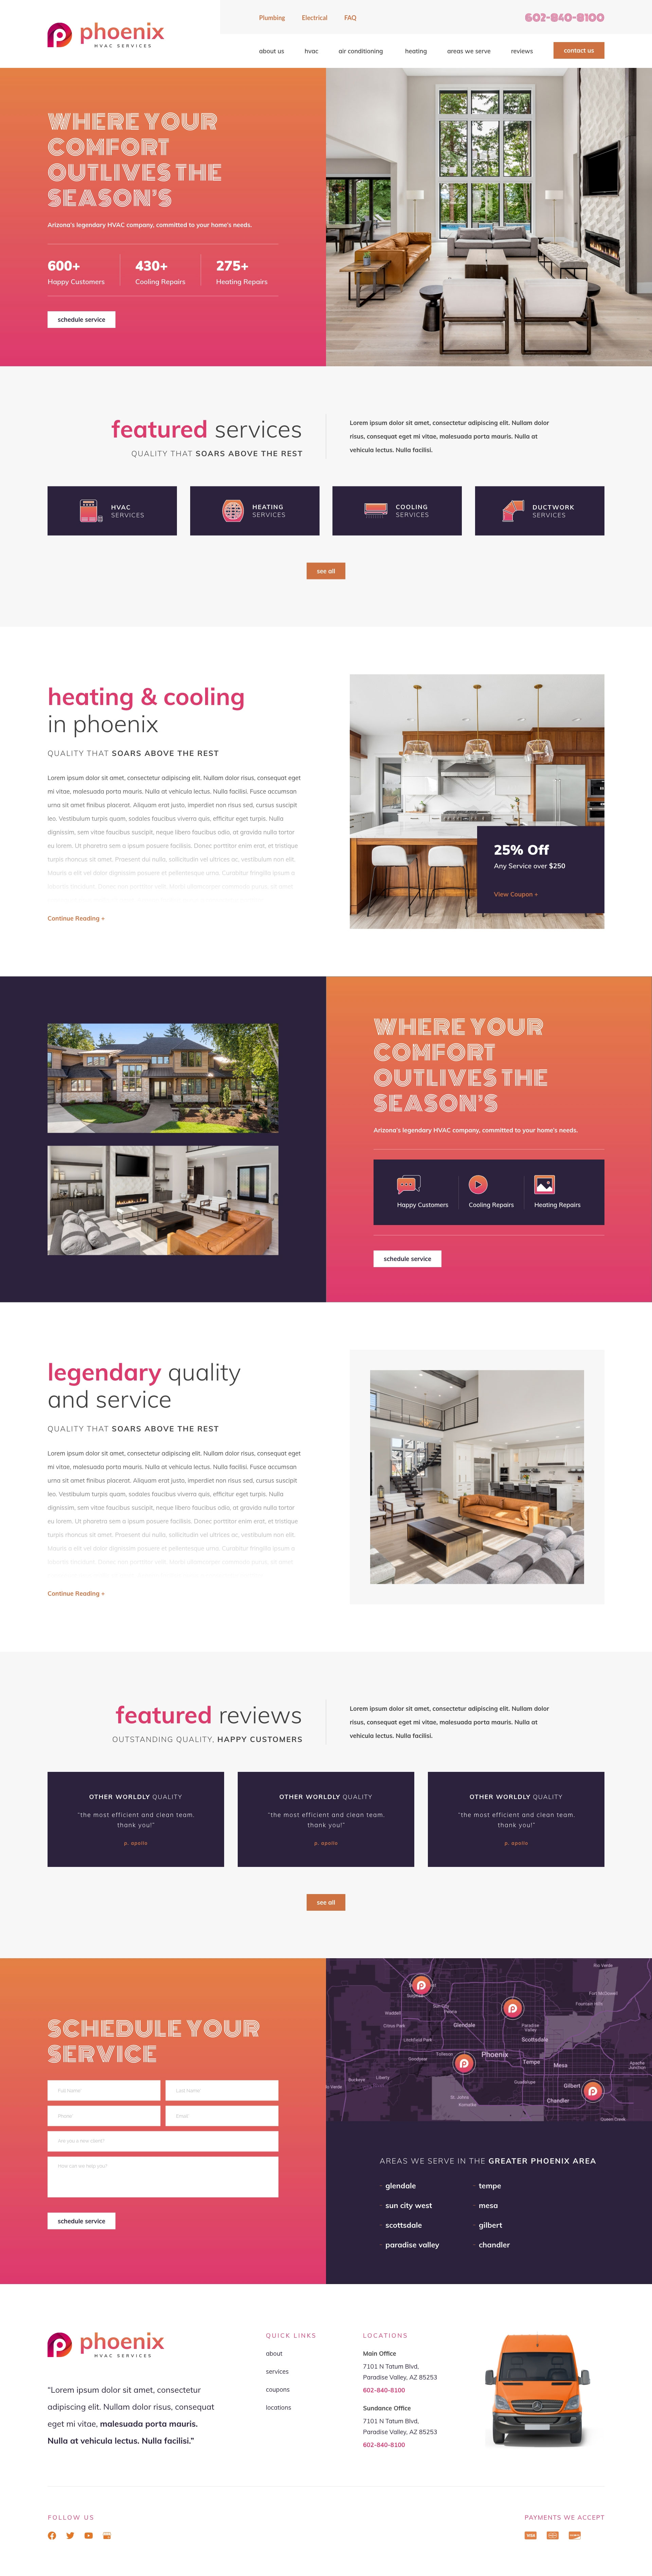 phoenix
HVAC SERVICES
Plumbing Electrical FAQ
602-840-8100
about us hvac air conditioning heating areas we serve reviews contact us
WHERE YOUR
COMFORT
OUTLIVES THE
SEASON'S
Arizona's legendary HVAC company, committed to your home's needs.
600+ 430+ 275+
Happy Customers Cooling Repairs Heating Repairs
schedule service
featured services
QUALITY THAT SOARS ABOVE THE REST
Lorem ipsum dolor sit amet, consectetur adipiscing elit. Nullam dolor
risus, consequat eget mi vitae, malesuada porta mauris. Nulla at
vehicula lectus. Nulla facilisi.
HVAC
SERVICES
HEATING
SERVICES
COOLING
SERVICES
DUCTWORK
SERVICES
see all
heating & cooling
in phoenix
QUALITY THAT SOARS ABOVE THE REST
Lorem ipsum dolor sit amet, consectetur adipiscing elit. Nullam dolor risus, consequat eget
mi vitae, malesuada porta mauris. Nulla at vehicula lectus. Nulla facilisi. Fusce accumsan
urna sit amet finibus placerat. Aliquam erat justo, imperdiet non risus sed, cursus suscipit
leo. Vestibulum turpis quam, sodales faucibus viverra quis, efficitur eget turpis. Nulla
dignissim, sem vitae faucibus suscipit, neque libero faucibus odio, at gravida nulla tortor
eu lorem. Ut pharetra sem a ipsum posuere facilisis. Donec porttitor enim erat, et tristique
turpis rhoncus sit amet. Praesent dui nulla, sollicitudin vel ultrices ac, vestibulum non elit.
Mauris a elit vel dolor dignissim posuere et pellentesque urna. Curabitur fringilla ipsum a
Continue Reading +
25% Off
Any Service over $250
View Coupon +
WHERE YOUR
COMFORT
OUTLIVES THE
SEASON'S
Arizona's legendary HVAC company, committed to your home's needs.
Happy Customers Cooling Repairs Heating Repairs
schedule service
legendary quality
and service
QUALITY THAT SOARS ABOVE THE REST
Lorem ipsum dolor sit amet, consectetur adipiscing elit. Nullam dolor risus, consequat eget
mi vitae, malesuada porta mauris. Nulla at vehicula lectus. Nulla facilisi. Fusce accumsan
urna sit amet finibus placerat. Aliquam erat justo, imperdiet non risus sed, cursus suscipit
leo. Vestibulum turpis quam, sodales faucibus viverra quis, efficitur eget turpis. Nulla
dignissim, sem vitae faucibus suscipit, neque libero faucibus odio, at gravida nulla tortor
eu lorem. Ut pharetra sem a ipsum posuere facilisis. Donec porttitor enim erat, et tristique
turpis rhoncus sit amet. Praesent dui nulla, sollicitudin vel ultrices ac, vestibulum non elit.
Mauris a elit vel dolor dignissim posuere et pellentesque urna. Curabitur fringilla ipsum a
Continue Reading +
featured reviews
OUTSTANDING QUALITY, HAPPY CUSTOMERS
Lorem ipsum dolor sit amet, consectetur adipiscing elit. Nullam dolor
risus, consequat eget mi vitae, malesuada porta mauris. Nulla at
vehicula lectus. Nulla facilisi.
OTHER WORLDLY QUALITY
"the most efficient and clean team.
thank you!"
p. apollo
OTHER WORLDLY QUALITY
"the most efficient and clean team.
thank you!"
p. apollo
OTHER WORLDLY QUALITY
"the most efficient and clean team.
thank you!"
p. apollo
see all
SCHEDULE YOUR
SERVICE
Full Name Last Name
Phone Email
Are you a new client?
How can we help you?
schedule service
Rio Verde
Fort McDowell
Fountain Hills
Sun City
Peoria
Waddell
Citrus Park
Glendale
Paradise
Valley
Litchfield Park
Scottsdale
Tolleson
Phoenix
Goodyear
Tempe
Mesa
Apache
Junction
Buckeye
Liberty
Guadalupe
Gilbert
St. Johns
Komatke
Chandler
Queen Creek
AREAS WE SERVE IN THE GREATER PHOENIX AREA
glendale tempe
sun city west mesa
scottsdale gilbert
paradise valley chandler
phoenix
HVAC SERVICES
"Lorem ipsum dolor sit amet, consectetur
adipiscing elit. Nullam dolor risus, consequat
eget mi vitae, malesuada porta mauris.
Nulla at vehicula lectus. Nulla facilisi."
QUICK LINKS
about
services
coupons
locations
LOCATIONS
Main Office
7101 N Tatum Blvd,
Paradise Valley, AZ 85253
602-840-8100
Sundance Office
7101 N Tatum Blvd,
Paradise Valley, AZ 85253
602-840-8100
FOLLOW US
PAYMENTS WE ACCEPT